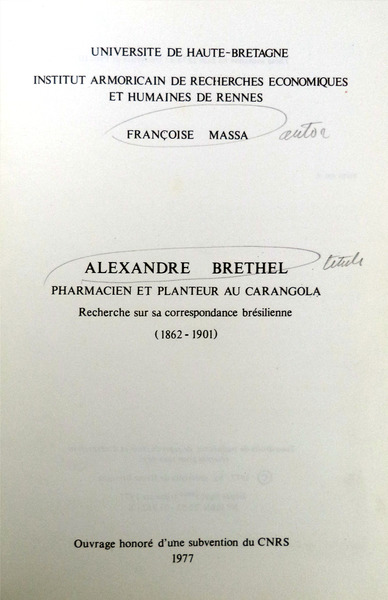 UNIVERSITE DE HAUTE-BRETAGNE
INSTITUT ARMORICAIN DE RECHERCHES ECONOMIQUES
ET HUMAINES DE RENNES
FRANÇOISE MASSA autor
ALEXANDRE BRETHEL
PHARMACIEN ET PLANTEUR AU CARANGOLA
Recherche sur sa correspondance brésilienne
(1862-1901)
Ouvrage honoré d'une subvention du CNRS
1977